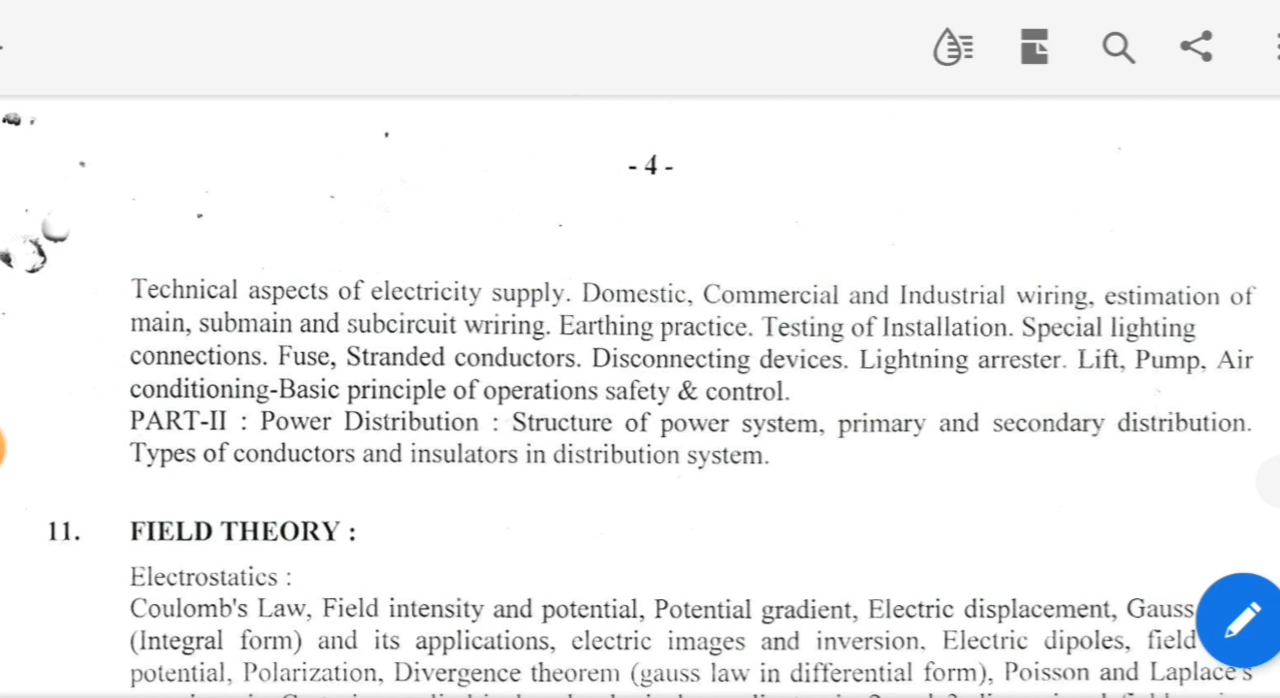 - 4 -
Technical aspects of electricity supply. Domestic, Commercial and Industrial wiring, estimation of
main, submain and subcircuit wriring. Earthing practice. Testing of Installation. Special lighting
connections. Fuse, Stranded conductors. Disconnecting devices. Lightning arrester. Lift, Pump, Air
conditioning-Basic principle of operations safety & control.
PART-II : Power Distribution : Structure of power system, primary and secondary distribution.
Types of conductors and insulators in distribution system.
11. FIELD THEORY :
Electrostatics :
Coulomb's Law, Field intensity and potential, Potential gradient, Electric displacement, Gauss
(Integral form) and its applications, electric images and inversion. Electric dipoles, field
potential, Polarization, Divergence theorem (gauss law in differential form), Poisson and Laplace's